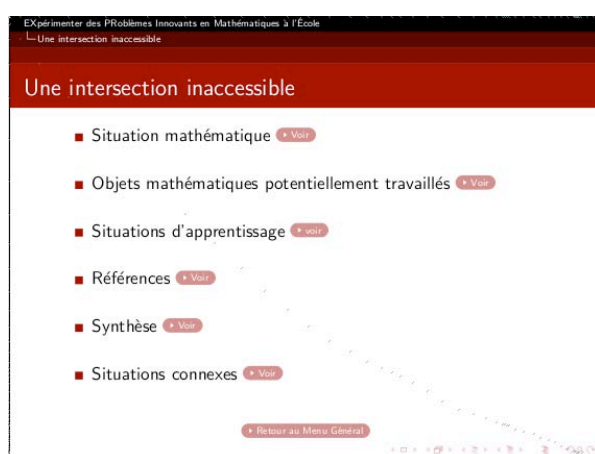 EXpérimenter des PRoblèmes Innovants en Mathématiques à l'École
Une intersection inaccessible
Une intersection inaccessible
Situation mathématique Voir
Objets mathématiques potentiellement travaillés Voir
Situations d'apprentissage voir
Références Voir
Synthèse Voir
Situations connexes Voir
Retour au Menu Général